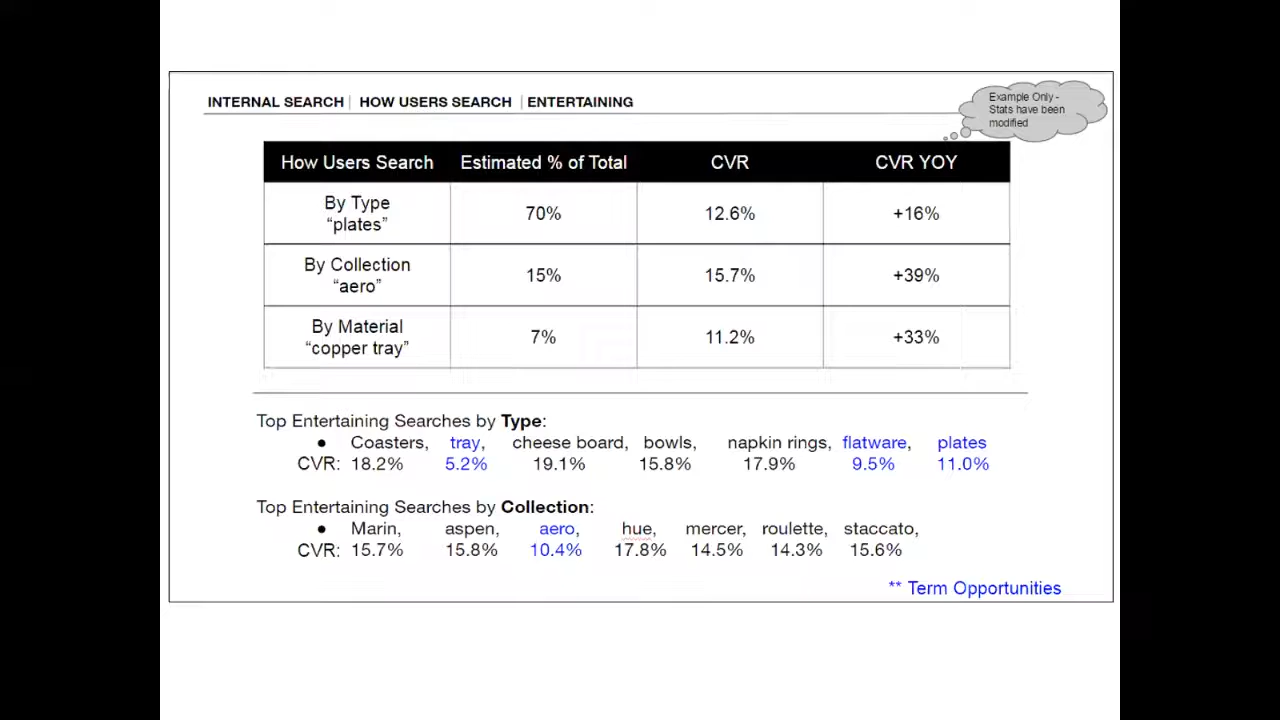 INTERNAL SEARCH | HOW USERS SEARCH | ENTERTAINING
Example Only -
Stats have been
modified
How Users Search Estimated % of Total CVR CVR YOY
By Type
“plates”
70% 12.6% +16%
By Collection
“aero”
15% 15.7% +39%
By Material
“copper tray”
7% 11.2% +33%
Top Entertaining Searches by Type:
● Coasters, tray, cheese board, bowls, napkin rings, flatware, plates
CVR: 18.2% 5.2% 19.1% 15.8% 17.9% 9.5% 11.0%
Top Entertaining Searches by Collection:
● Marin, aspen, aero, hue, mercer, roulette, staccato,
CVR: 15.7% 15.8% 10.4% 17.8% 14.5% 14.3% 15.6%
** Term Opportunities